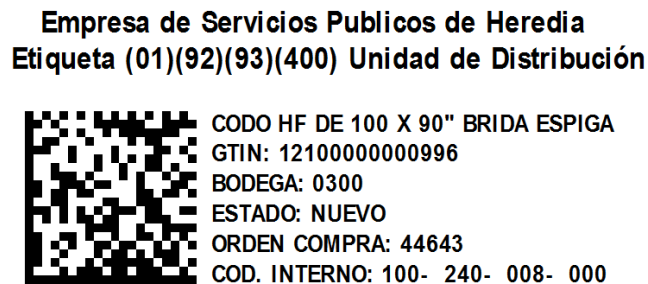 Empresa de Servicios Publicos de Heredia
Etiqueta (01)(92)(93)(400) Unidad de Distribución
CODO HF DE 100 X 90" BRIDA ESPIGA
GTIN: 12100000000996
BODEGA: 0300
ESTADO: NUEVO
ORDEN COMPRA: 44643
COD. INTERNO: 100- 240- 008- 000